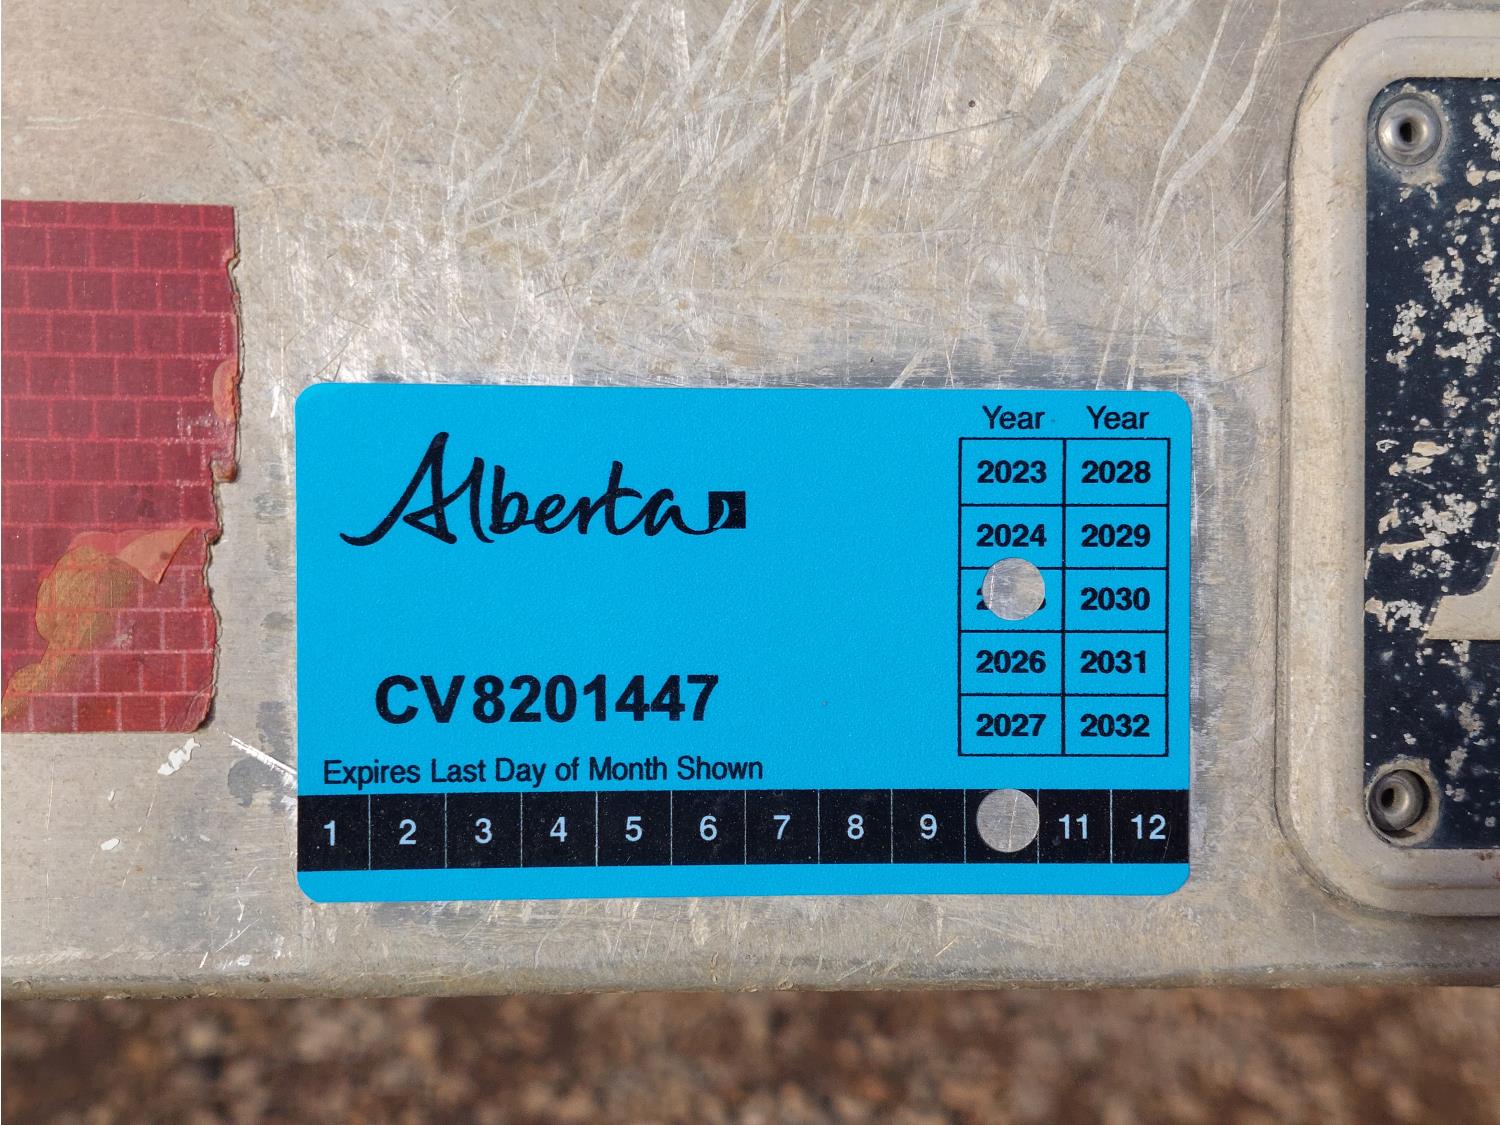 Alberta
Year Year
2023 2028
2024 2029
2030
2026 2031
2027 2032
CV8201447
Expires Last Day of Month Shown
1 2 3 4 5 6 7 8 9 11 12